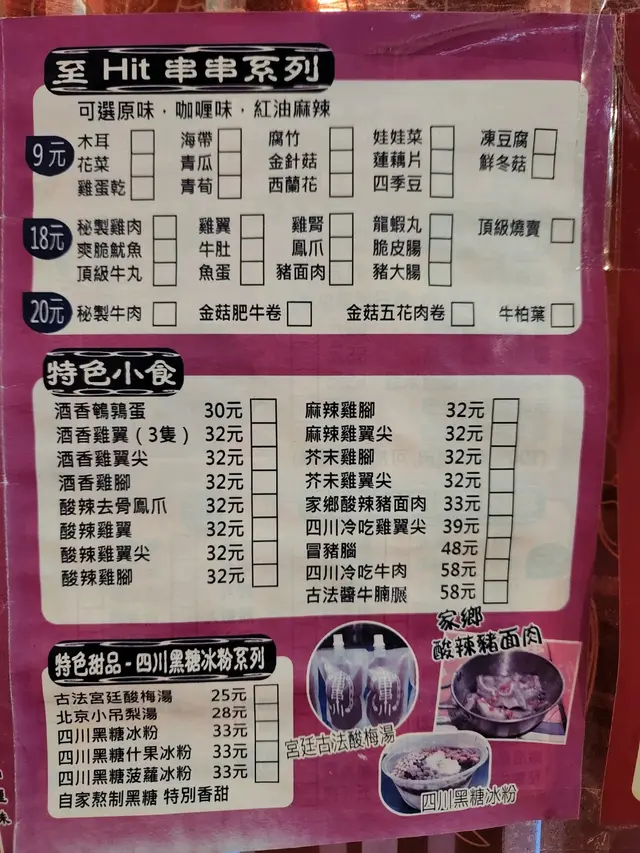 至 Hit 串串系列
可選原味，咖喱味，紅油麻辣
9元
木耳 海帶 腐竹 娃娃菜 凍豆腐
花菜 青瓜 金針菇 蓮藕片 鮮冬菇
雞蛋乾 青荀 西蘭花 四季豆
18元
秘製雞肉 雞翼 雞腎 龍蝦丸 頂級燒賣
爽脆魷魚 牛肚 鳳爪 脆皮腸
頂級牛丸 魚蛋 豬面肉 豬大腸
20元 秘製牛肉 金菇肥牛卷 金菇五花肉卷 牛柏葉
特色小食
酒香鵪鶉蛋 30元
酒香雞翼（3隻） 32元
酒香雞翼尖 32元
酒香雞腳 32元
酸辣去骨鳳爪 32元
酸辣雞翼 32元
酸辣雞翼尖 32元
酸辣雞腳 32元
麻辣雞腳 32元
麻辣雞翼尖 32元
芥末雞腳 32元
芥末雞翼尖 32元
家鄉酸辣豬面肉 33元
四川冷吃雞翼尖 39元
冒豬腦 48元
四川冷吃牛肉 58元
古法醬牛腩𦟌 58元
特色甜品 - 四川黑糖冰粉系列
古法宮廷酸梅湯 25元
北京小吊梨湯 28元
四川黑糖冰粉 33元
四川黑糖什果冰粉 33元
四川黑糖菠蘿冰粉 33元
自家熬制黑糖 特別香甜
家鄉
酸辣豬面肉
宮廷古法酸梅湯
四川黑糖冰粉